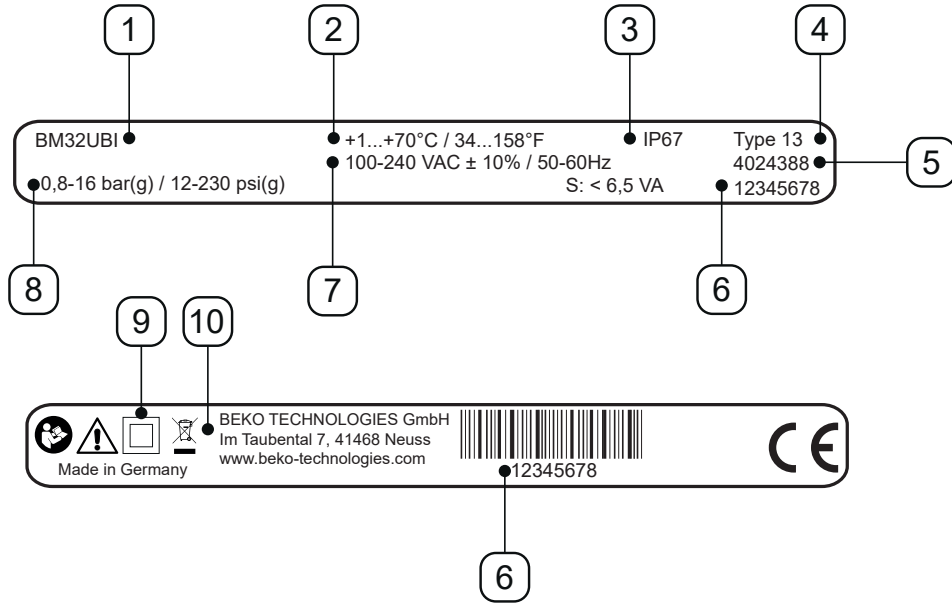 1
2
3
4
BM32UBI
+1...+70°C / 34...158°F
IP67
Type 13
100-240 VAC ± 10% / 50-60Hz
4024388
5
0,8-16 bar(g) / 12-230 psi(g)
S: < 6,5 VA
12345678
8
7
6
9
10
BEKO TECHNOLOGIES GmbH
Im Taubental 7, 41468 Neuss
www.beko-technologies.com
Made in Germany
12345678
CE
6